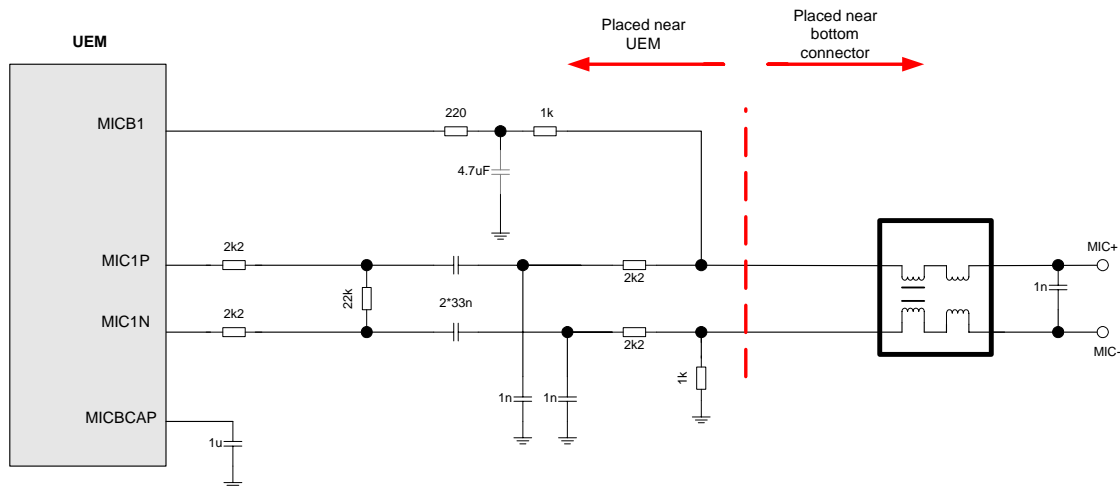 Placed near
UEM
Placed near
bottom
connector
UEM
MICB1
220
1k
4.7uF
MIC1P
2k2
2k2
MIC+
22k
2*33n
1n
MIC1N
2k2
2k2
MIC-
1k
1n
1n
MICBCAP
1u